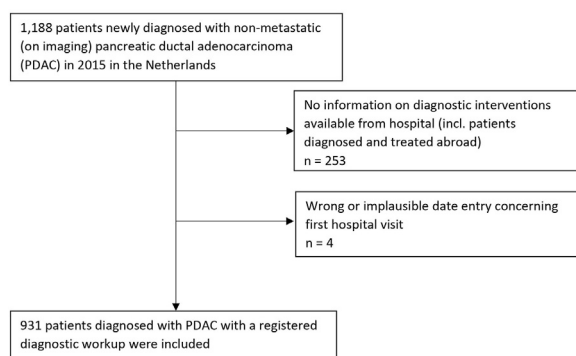 1,188 patients newly diagnosed with non-metastatic
(on imaging) pancreatic ductal adenocarcinoma
(PDAC) in 2015 in the Netherlands
No information on diagnostic interventions
available from hospital (incl. patients
diagnosed and treated abroad)
n = 253
Wrong or implausible date entry concerning
first hospital visit
n = 4
931 patients diagnosed with PDAC with a registered
diagnostic workup were included